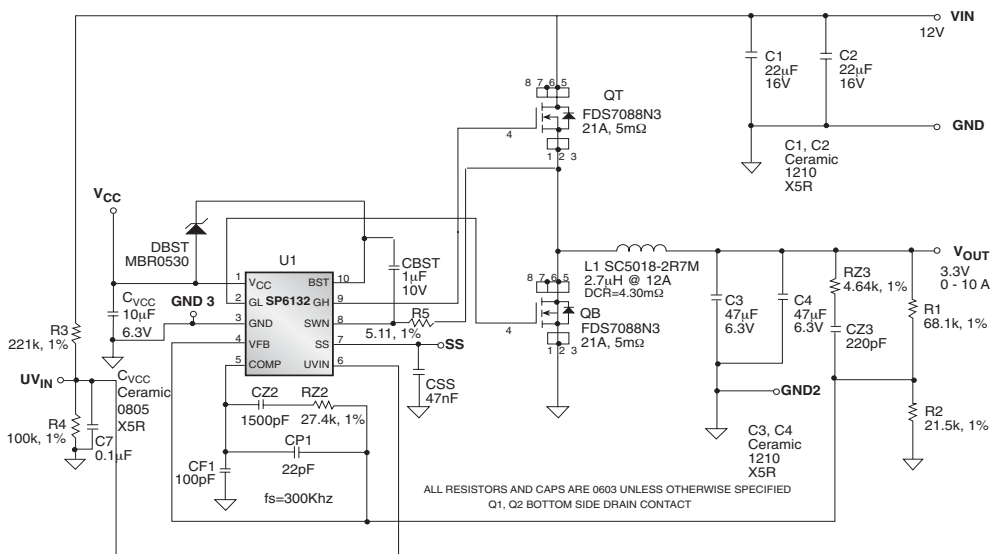 VIN
12V
C1
22µF
16V
C2
22µF
16V
8 7 6 5
QT
FDS7088N3
21A, 5mΩ
4
1 2 3
GND
C1, C2
Ceramic
1210
X5R
VCC
DBST
MBR0530
U1
CBST
1µF
10V
1
VCC
BST
10
2
GL
SP6132
GH
9
3
GND
SWN
8
4
VFB
SS
7
5
COMP
UVIN
6
R5
5.11, 1%
SS
CSS
47nF
CVCC
10µF
6.3V
GND 3
R3
221k, 1%
UVIN
CVCC
Ceramic
0805
X5R
R4
100k, 1%
C7
0.1µF
CZ2
1500pF
RZ2
27.4k, 1%
CP1
22pF
CF1
100pF
fs=300Khz
L1 SC5018-2R7M
2.7µH @ 12A
DCR=4.30mΩ
8 7 6 5
QB
FDS7088N3
21A, 5mΩ
4
1 2 3
C3
47µF
6.3V
C4
47µF
6.3V
RZ3
4.64k, 1%
CZ3
220pF
VOUT
3.3V
0 - 10 A
R1
68.1k, 1%
R2
21.5k, 1%
GND2
C3, C4
Ceramic
1210
X5R
ALL RESISTORS AND CAPS ARE 0603 UNLESS OTHERWISE SPECIFIED
Q1, Q2 BOTTOM SIDE DRAIN CONTACT